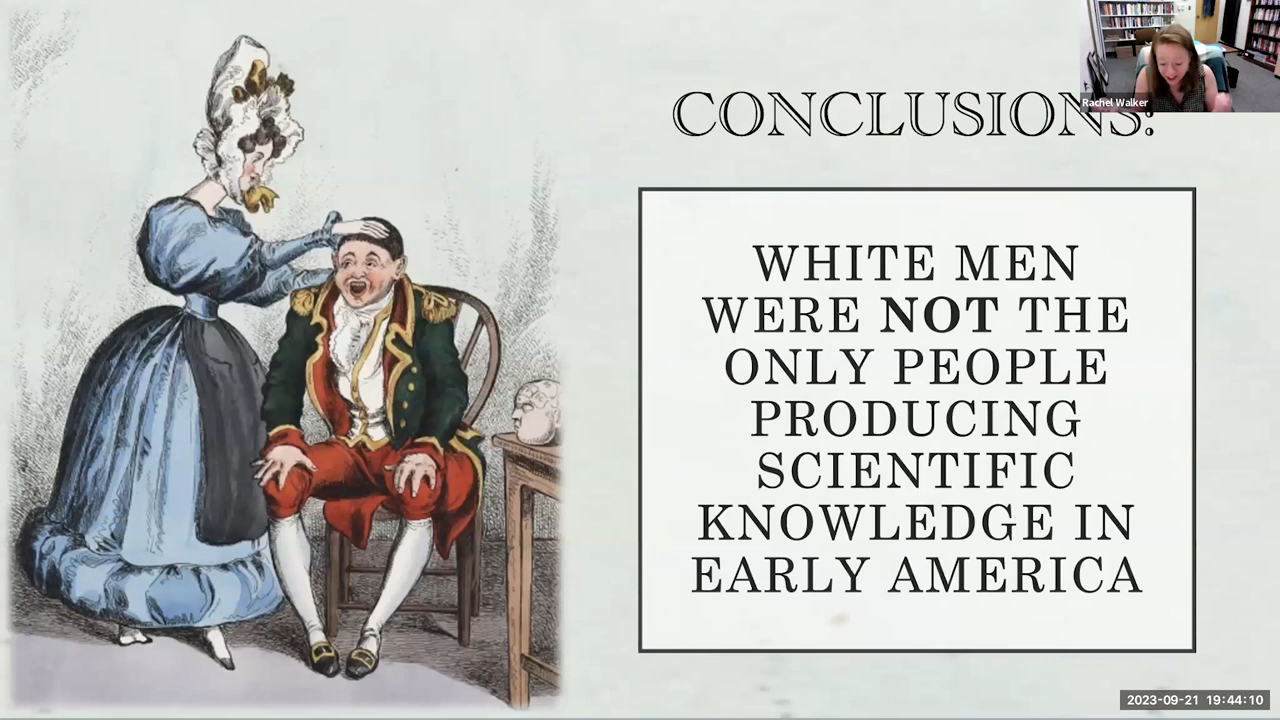 CONCLUSIONS:
Rachel Walker
WHITE MEN
WERE NOT THE
ONLY PEOPLE
PRODUCING
SCIENTIFIC
KNOWLEDGE IN
EARLY AMERICA
2023-09-21 19:44:10